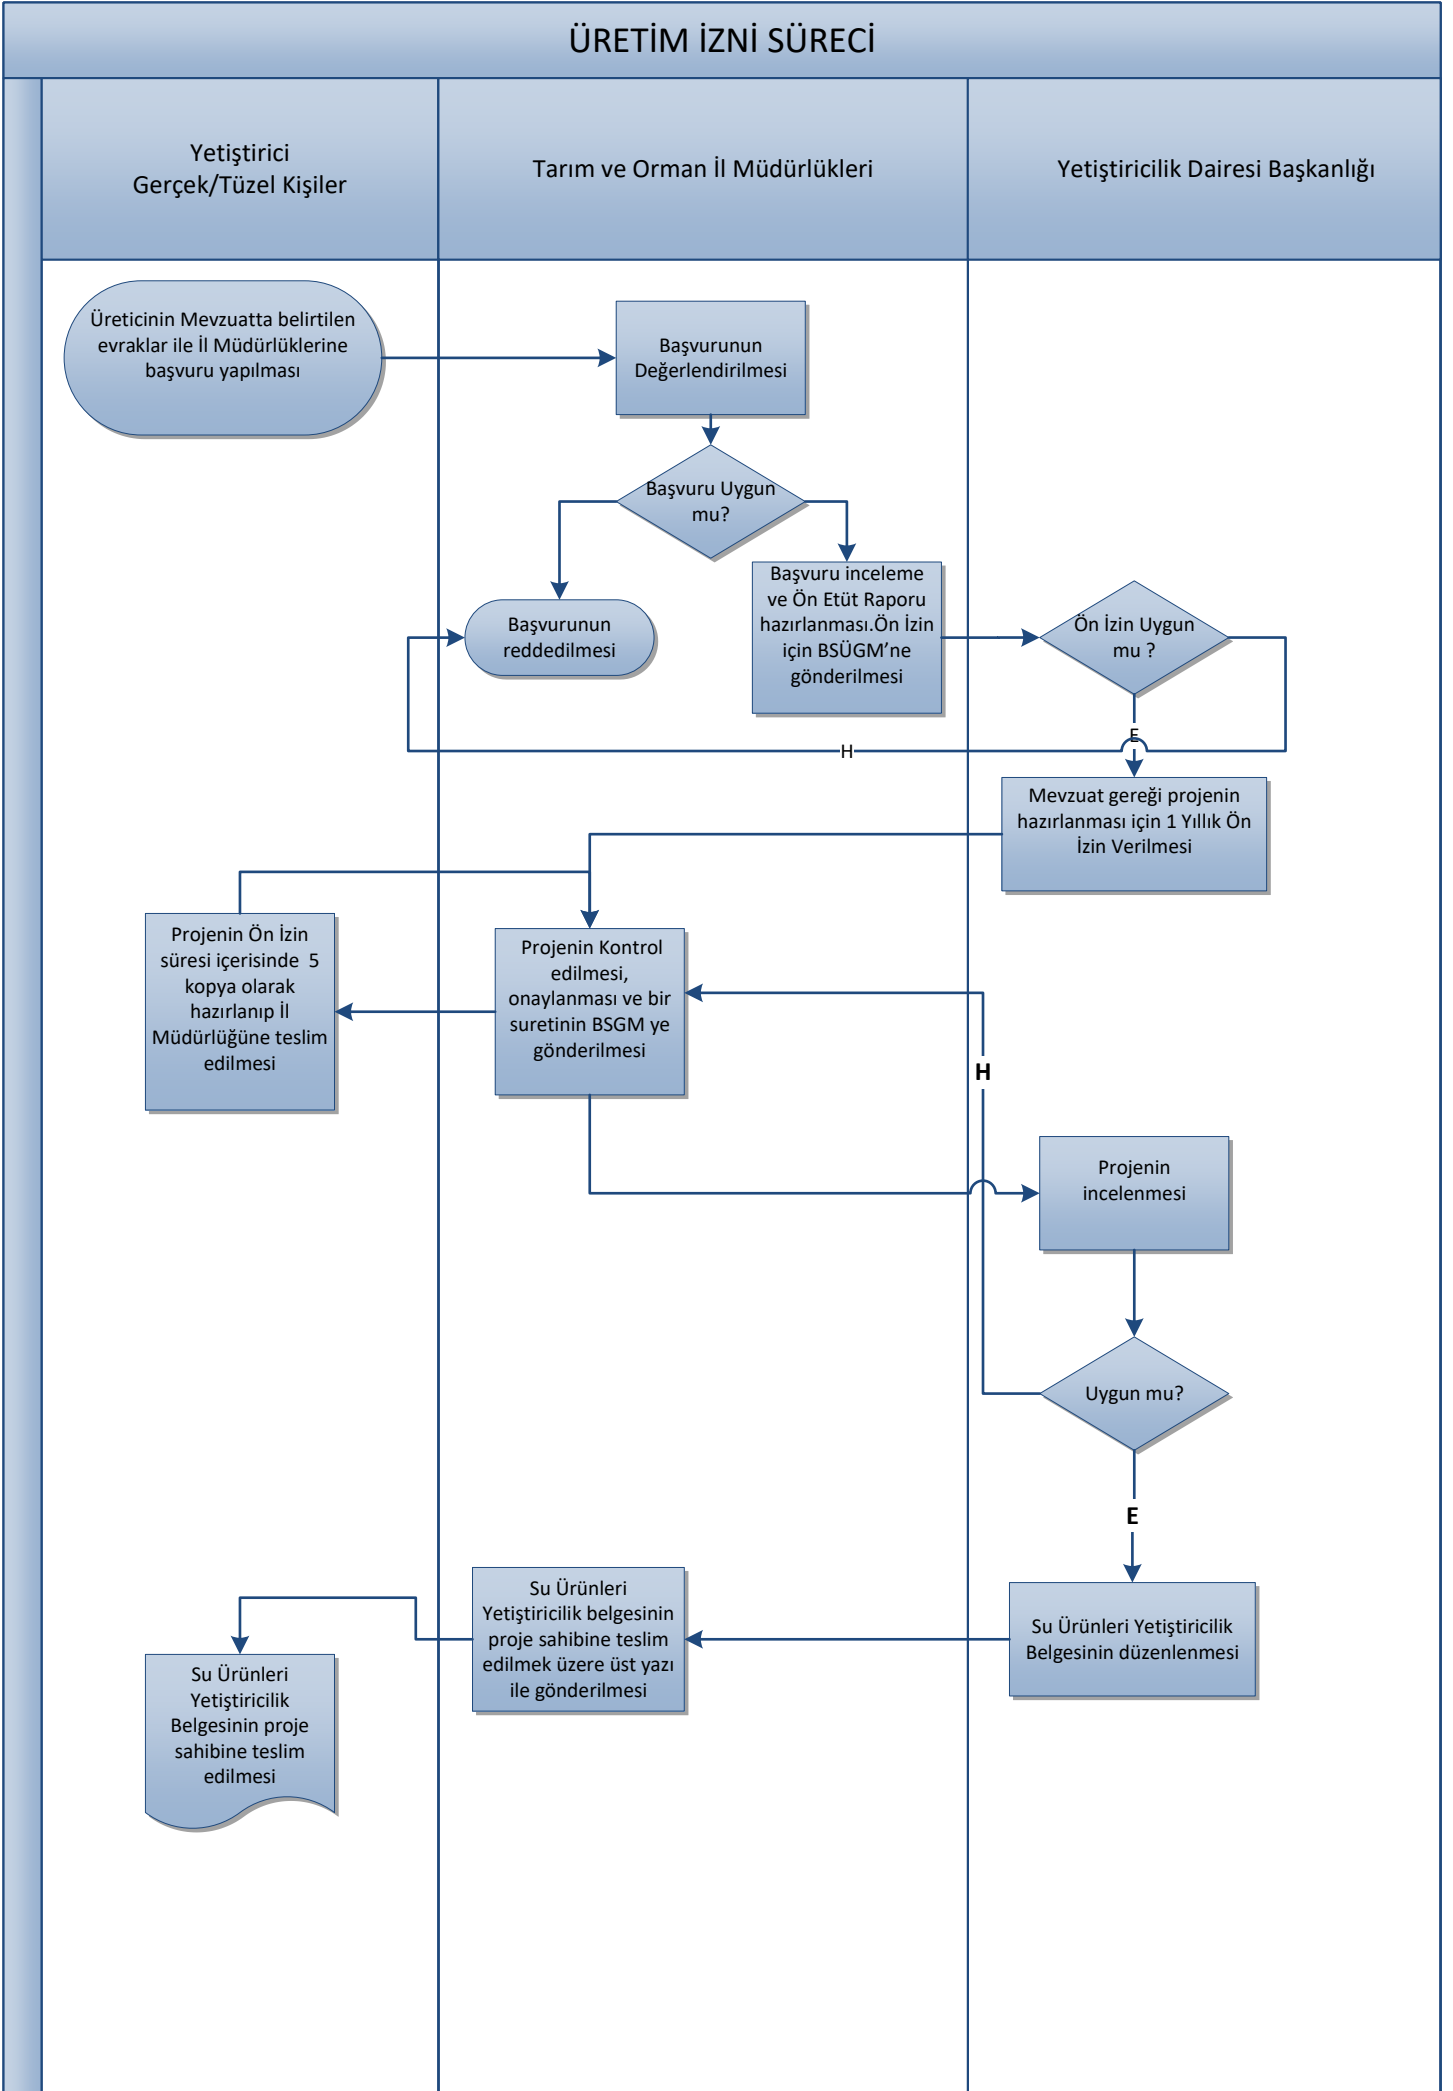 ÜRETİM İZNİ SÜRECİ
Yetiştirici
Gerçek/Tüzel Kişiler
Tarım ve Orman İl Müdürlükleri
Yetiştiricilik Dairesi Başkanlığı
Üreticinin Mevzuatta belirtilen
evraklar ile İl Müdürlüklerine
başvuru yapılması
Başvurunun
Değerlendirilmesi
Başvuru Uygun
mu?
Başvurunun
reddedilmesi
Başvuru inceleme
ve Ön Etüt Raporu
hazırlanması.Ön İzin
için BSÜGM’ne
gönderilmesi
Ön İzin Uygun
mu ?
E
H
Mevzuat gereği projenin
hazırlanması için 1 Yıllık Ön
İzin Verilmesi
Projenin Ön İzin
süresi içerisinde  5
kopya olarak
hazırlanıp İl
Müdürlüğüne teslim
edilmesi
Projenin Kontrol
edilmesi,
onaylanması ve bir
suretinin BSGM ye
gönderilmesi
H
Projenin
incelenmesi
Uygun mu?
E
Su Ürünleri Yetiştiricilik
Belgesinin düzenlenmesi
Su Ürünleri
Yetiştiricilik belgesinin
proje sahibine teslim
edilmek üzere üst yazı
ile gönderilmesi
Su Ürünleri
Yetiştiricilik
Belgesinin proje
sahibine teslim
edilmesi